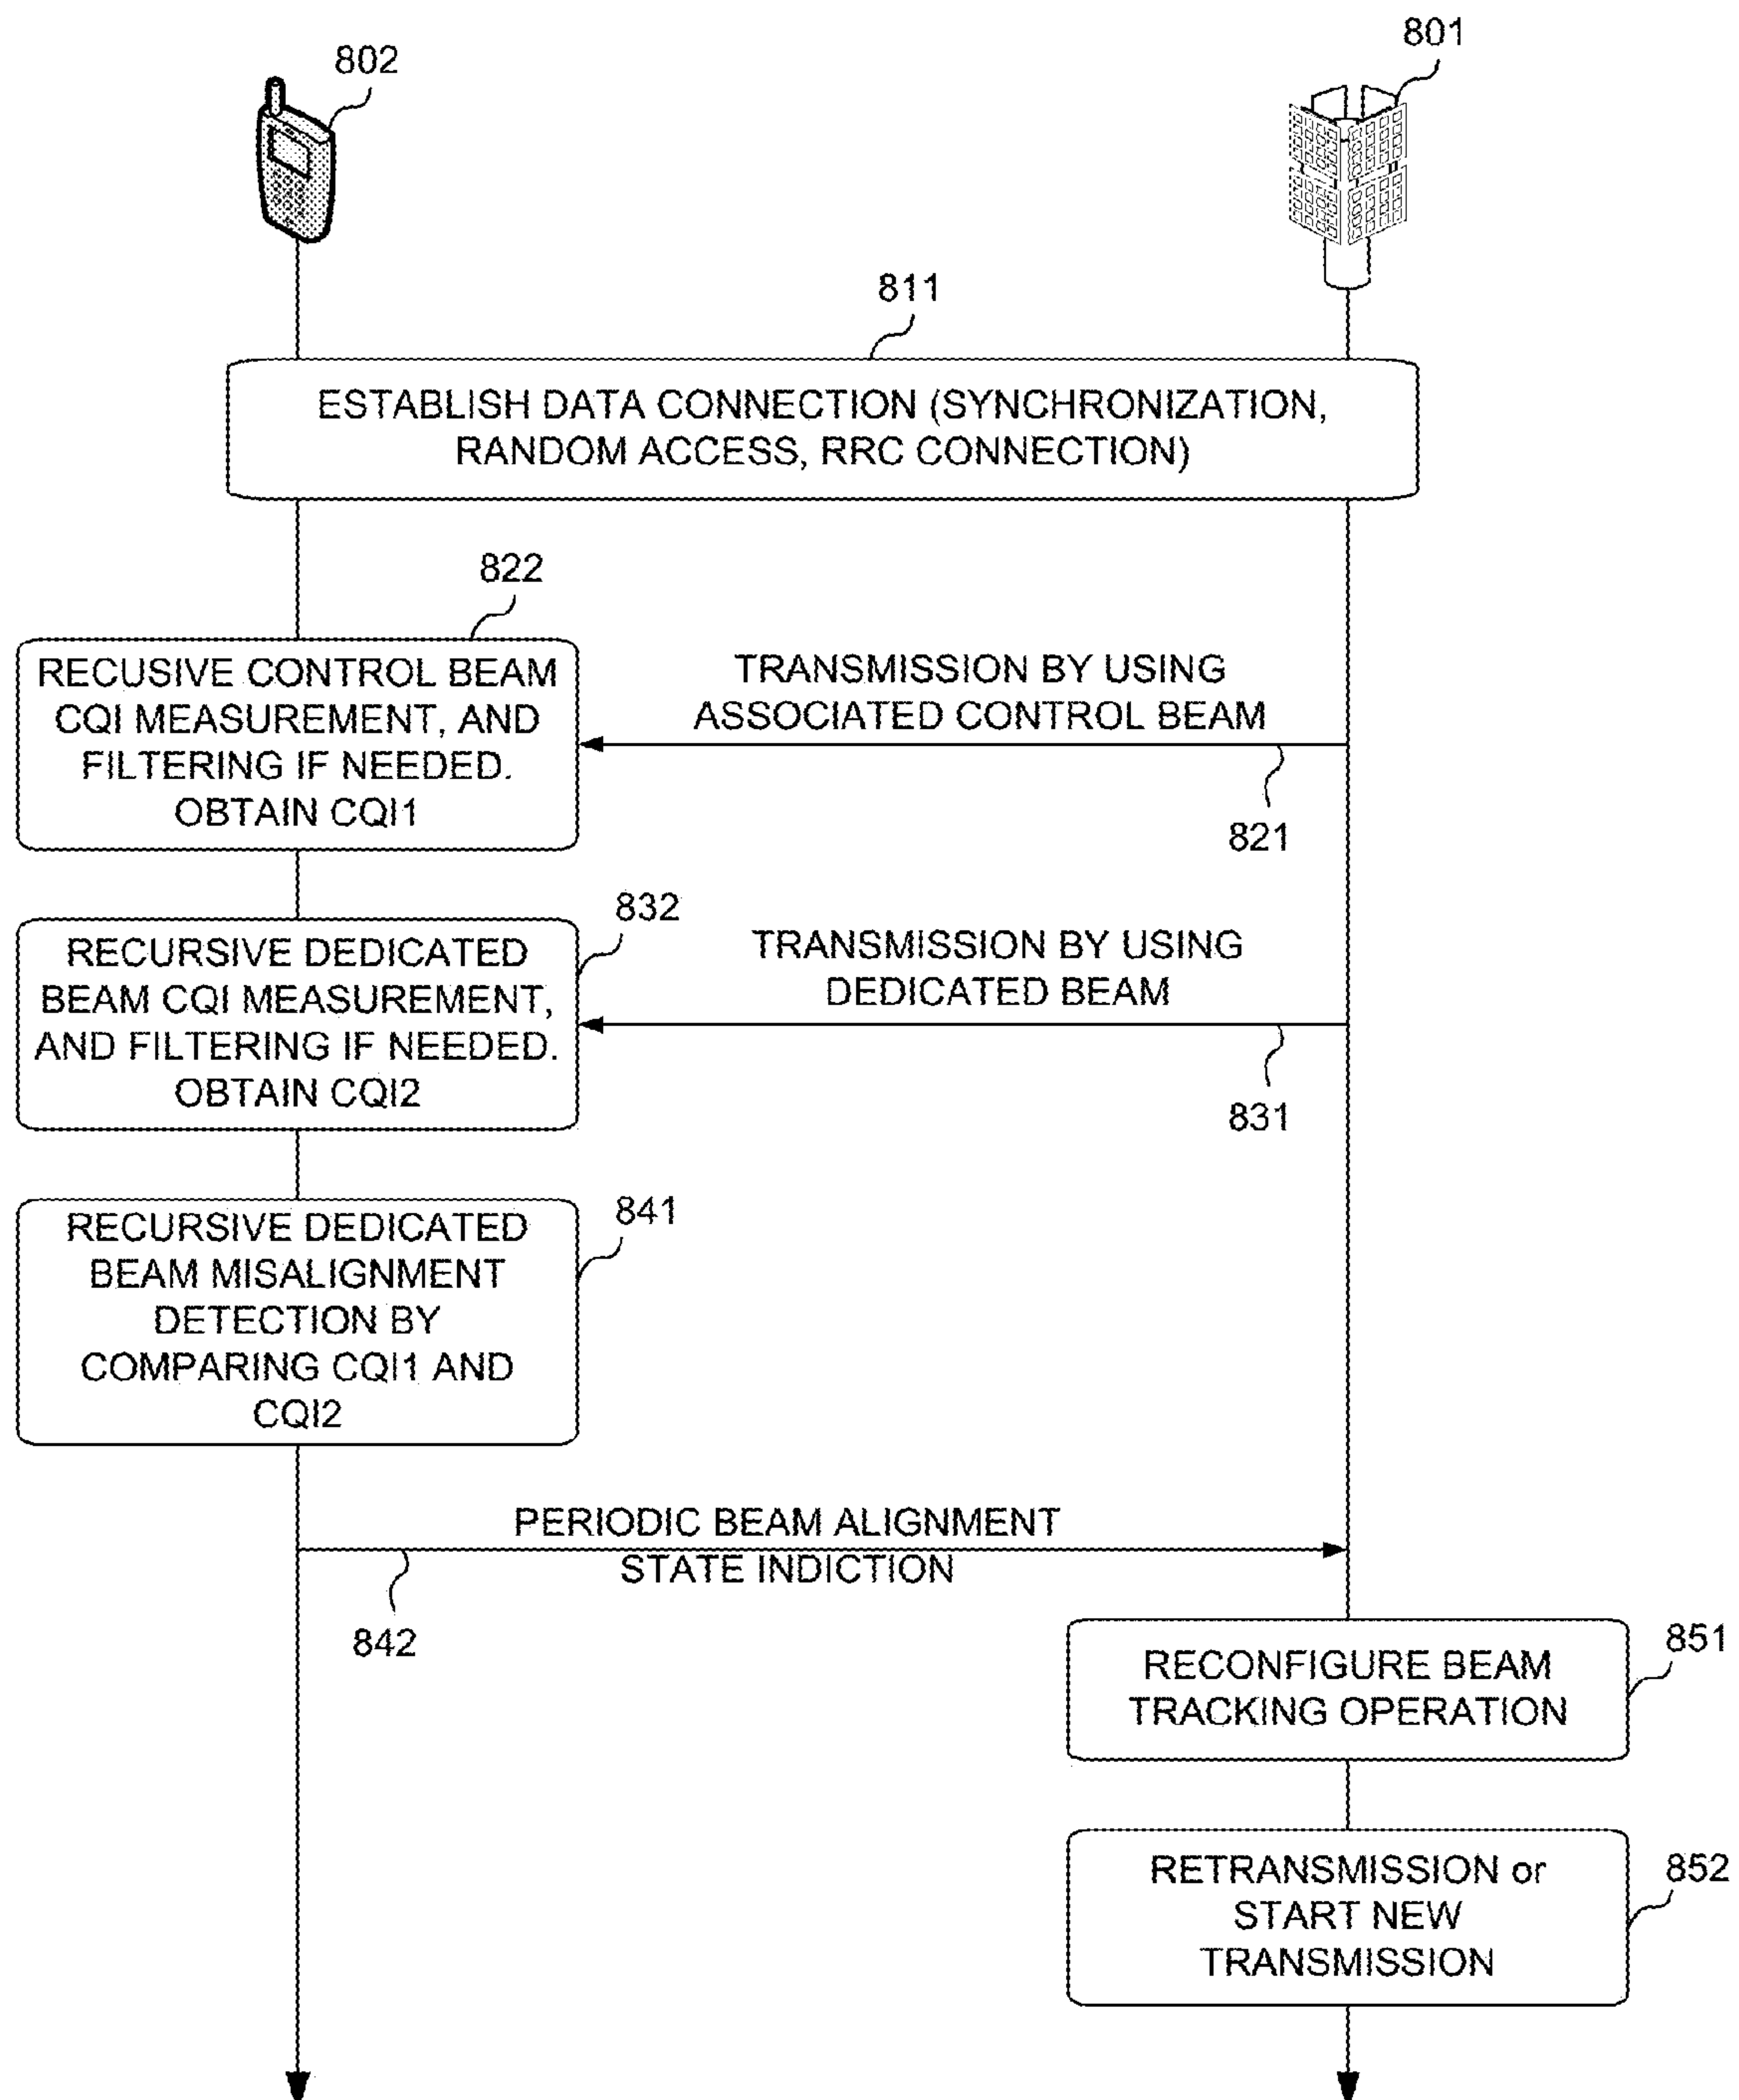 802
801
811
ESTABLISH DATA CONNECTION (SYNCHRONIZATION,
RANDOM ACCESS, RRC CONNECTION)
822
RECUSIVE CONTROL BEAM
CQI MEASUREMENT, AND
FILTERING IF NEEDED.
OBTAIN CQI1
TRANSMISSION BY USING
ASSOCIATED CONTROL BEAM
821
832
RECURSIVE DEDICATED
BEAM CQI MEASUREMENT,
AND FILTERING IF NEEDED.
OBTAIN CQI2
TRANSMISSION BY USING
DEDICATED BEAM
831
841
RECURSIVE DEDICATED
BEAM MISALIGNMENT
DETECTION BY
COMPARING CQI1 AND
CQI2
PERIODIC BEAM ALIGNMENT
STATE INDICTION
842
851
RECONFIGURE BEAM
TRACKING OPERATION
852
RETRANSMISSION or
START NEW
TRANSMISSION